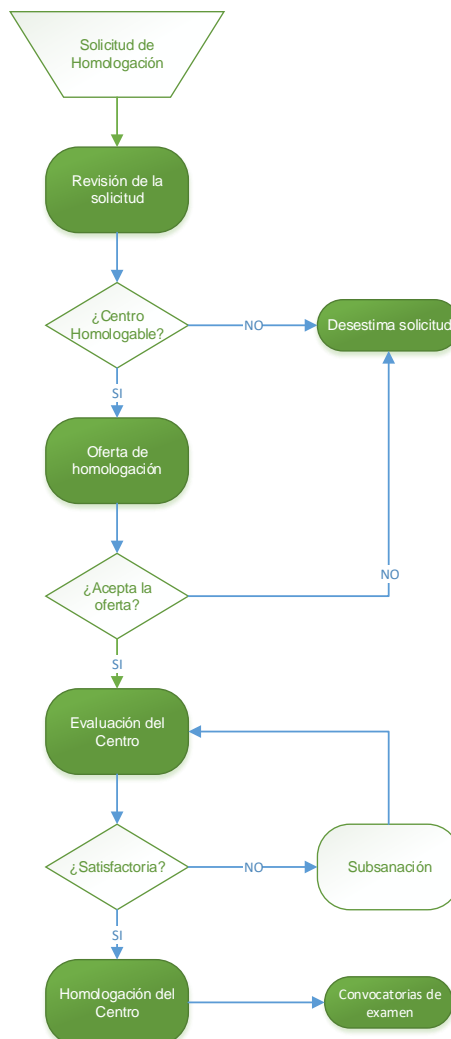 Solicitud de
Homologación
Revisión de la
solicitud
¿Centro
Homologable?
NO
Desestima solicitud
SI
Oferta de
homologación
¿Acepta la
oferta?
NO
SI
Evaluación del
Centro
¿Satisfactoria?
NO
Subsanación
SI
Homologación del
Centro
Convocatorias de
examen